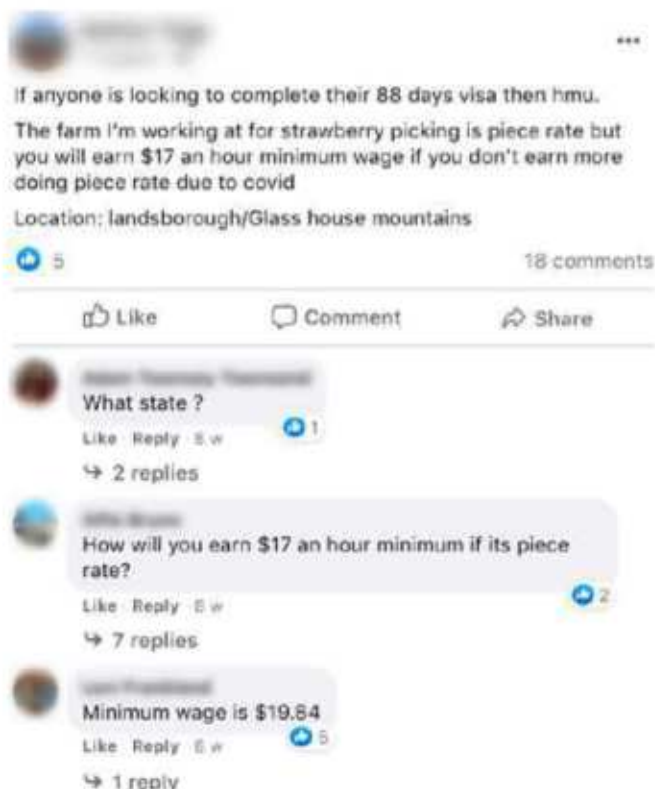 If anyone is looking to complete their 88 days visa then hmu.
The farm I'm working at for strawberry picking is piece rate but
you will earn $17 an hour minimum wage if you don't earn more
doing piece rate due to covid
Location: landsborough/Glass house mountains
5
18 comments
Like Comment Share
What state ?
1
Like Reply 8 w
2 replies
How will you earn $17 an hour minimum if its piece
rate?
2
Like Reply 8 w
7 replies
Minimum wage is $19.84
5
Like Reply 8 w
1 reply